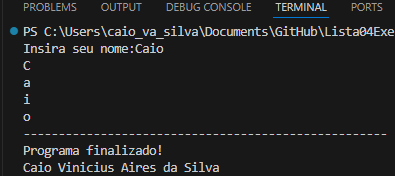 PROBLEMS OUTPUT DEBUG CONSOLE TERMINAL PORTS
PS C:\Users\caio_va_silva\Documents\GitHub\Lista04Exe
Insira seu nome:Caio
C
a
i
o
----------------------------------------------------
Programa finalizado!
Caio Vinicius Aires da Silva